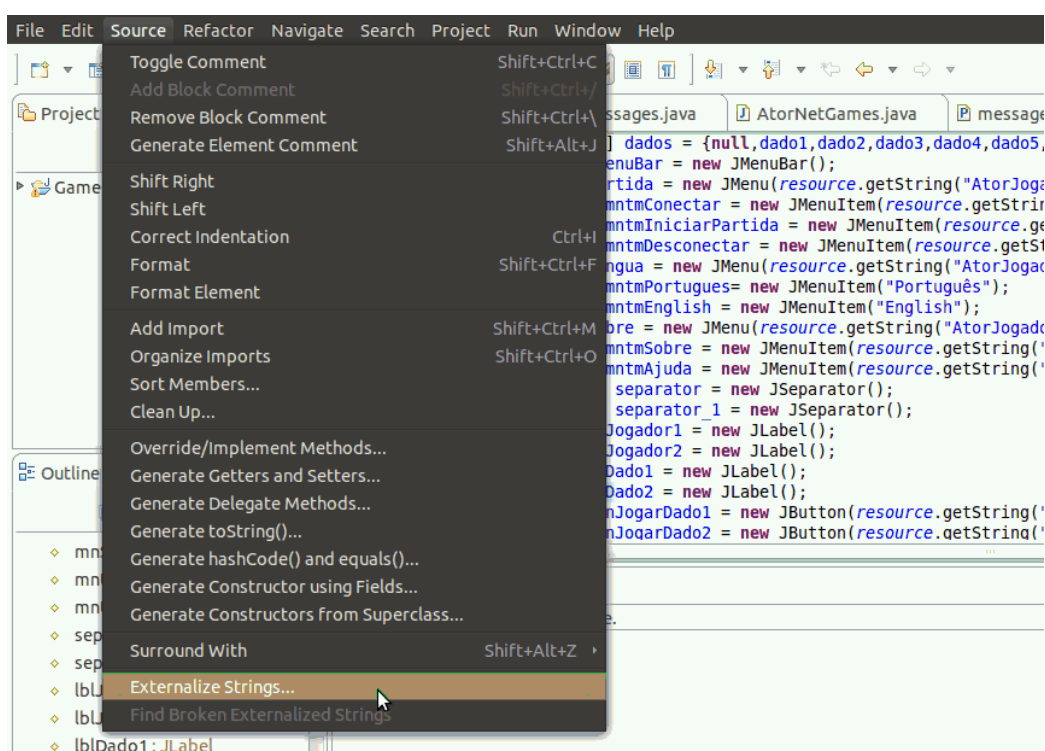 File Edit Source Refactor Navigate Search Project Run Window Help
Toggle Comment Shift+Ctrl+C
Add Block Comment Shift+Ctrl+/
Remove Block Comment Shift+Ctrl+\
Generate Element Comment Shift+Alt+J
Shift Right
Shift Left
Correct Indentation Ctrl+I
Format Shift+Ctrl+F
Format Element
Add Import Shift+Ctrl+M
Organize Imports Shift+Ctrl+O
Sort Members...
Clean Up...
Override/Implement Methods...
Generate Getters and Setters...
Generate Delegate Methods...
Generate toString()...
Generate hashCode() and equals()...
Generate Constructor using Fields...
Generate Constructors from Superclass...
Surround With Shift+Alt+Z
Externalize Strings...
Find Broken Externalized Strings
Project
Game
Outline
mn
mn
mn
sep
sep
lblJ
lblJ
lblDado1 : JLabel
ssages.java AtorNetGames.java message
] dados = {null,dado1,dado2,dado3,dado4,dado5,
enuBar = new JMenuBar();
rtida = new JMenu(resource.getString("AtorJoga
mntmConectar = new JMenuItem(resource.getStrin
mntmIniciarPartida = new JMenuItem(resource.ge
mntmDesconectar = new JMenuItem(resource.getSt
ngua = new JMenu(resource.getString("AtorJogad
mntmPortugues= new JMenuItem("Português");
mntmEnglish = new JMenuItem("English");
bre = new JMenu(resource.getString("AtorJogado
mntmSobre = new JMenuItem(resource.getString("
mntmAjuda = new JMenuItem(resource.getString("
separator = new JSeparator();
separator_1 = new JSeparator();
Jogador1 = new JLabel();
Jogador2 = new JLabel();
Dado1 = new JLabel();
Dado2 = new JLabel();
nJogarDado1 = new JButton(resource.getString("
nJogarDado2 = new JButton(resource.getString("
e.